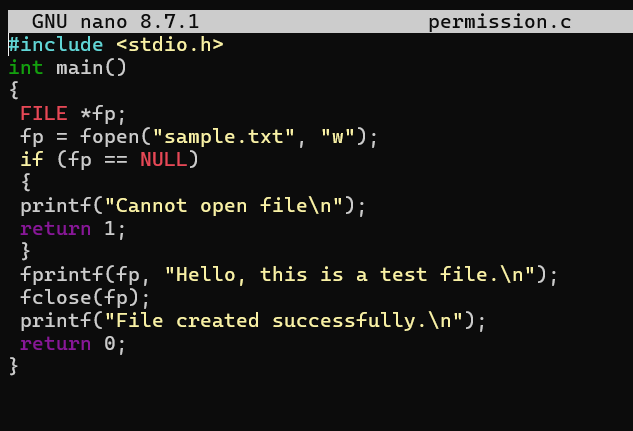 GNU nano 8.7.1 permission.c
#include <stdio.h>
int main()
{
 FILE *fp;
 fp = fopen("sample.txt", "w");
 if (fp == NULL)
 {
 printf("Cannot open file\n");
 return 1;
 }
 fprintf(fp, "Hello, this is a test file.\n");
 fclose(fp);
 printf("File created successfully.\n");
 return 0;
}